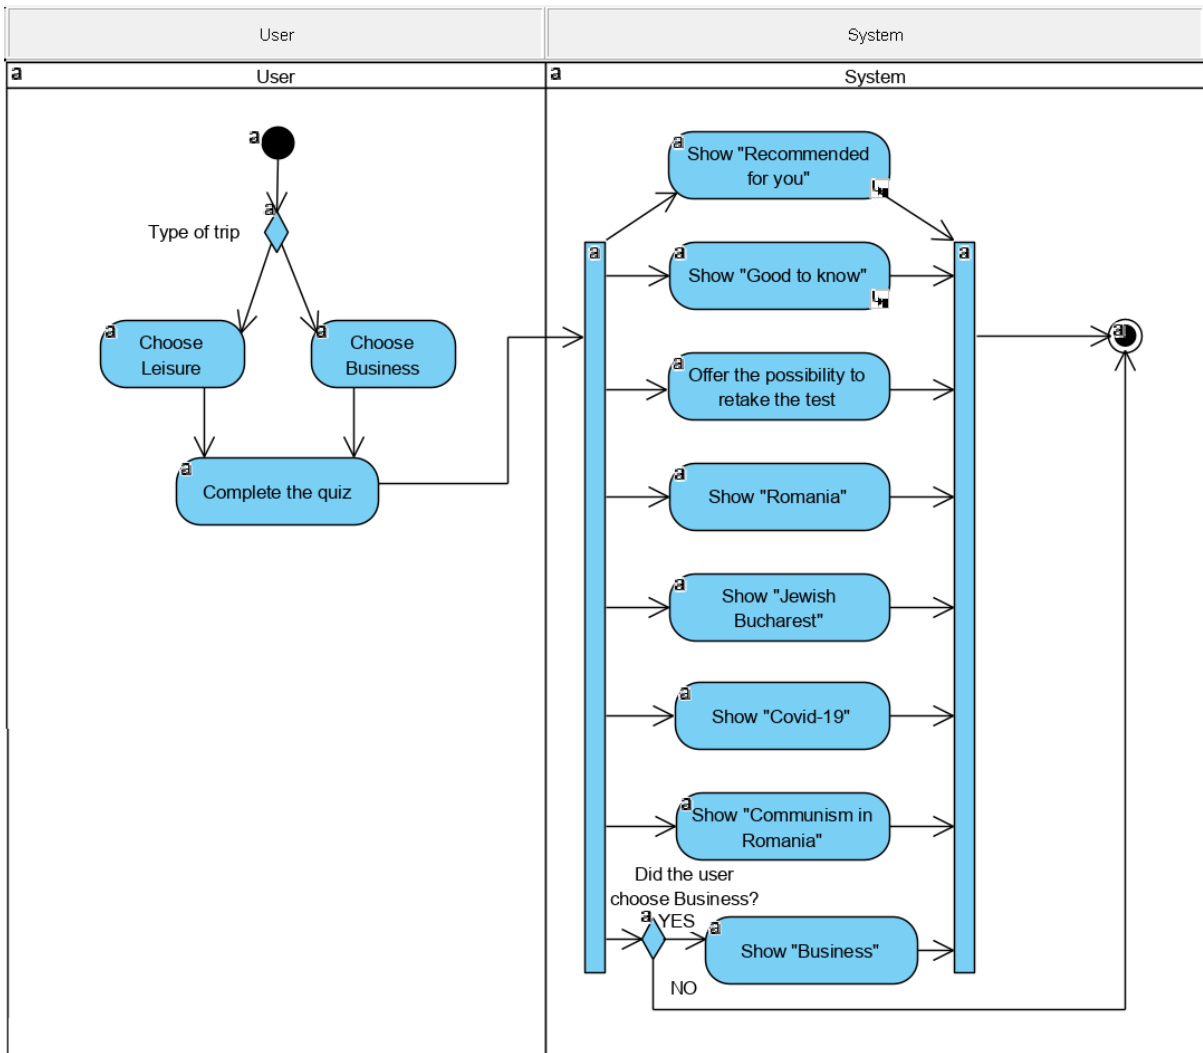 User
System
a
User
a
System
a
a
Type of trip
a
Choose
Leisure
a
Choose
Business
a
Complete the quiz
a
a
Show "Recommended
for you"
a
Show "Good to know"
a
Offer the possibility to
retake the test
a
Show "Romania"
a
Show "Jewish
Bucharest"
a
Show "Covid-19"
a
Show "Communism in
Romania"
Did the user
choose Business?
a
YES
a
Show "Business"
NO
a
a